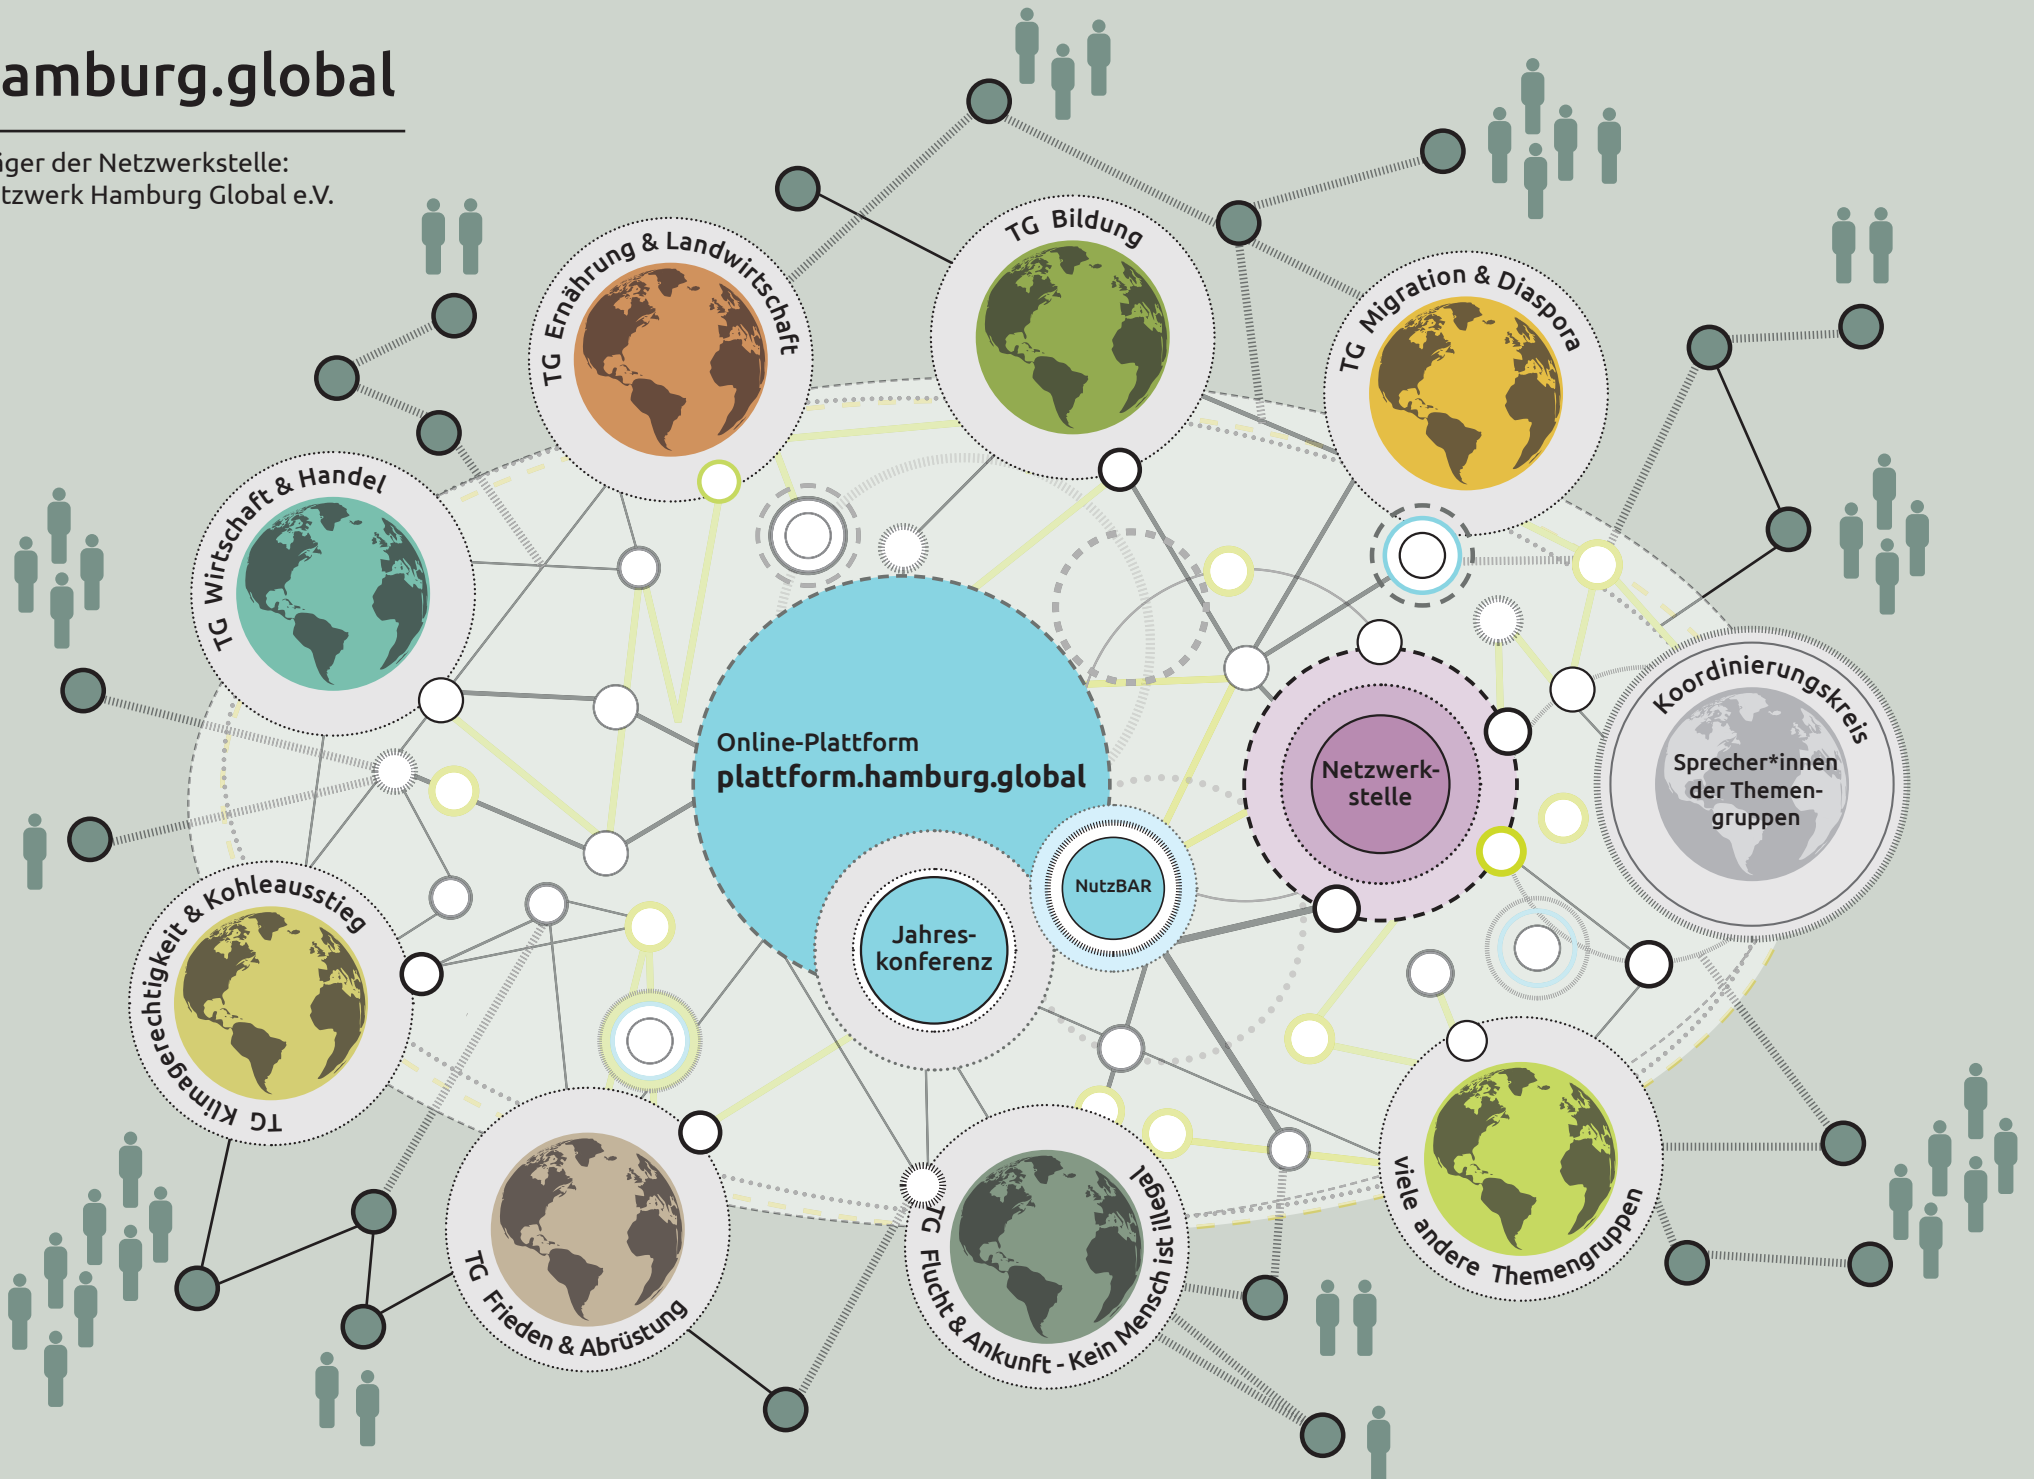 amburg.global
äger der Netzwerkstelle:
tzwerk Hamburg Global e.V.
TG Bildung
TG Ernährung & Landwirtschaft
TG Migration & Diaspora
TG Wirtschaft & Handel
Online-Plattform
plattform.hamburg.global
Netzwerk-
stelle
Koordinierungskreis
Sprecher*innen
der Themen-
gruppen
NutzBAR
Jahres-
konferenz
TG Klimagerechtigkeit & Kohleausstieg
TG Frieden & Abrüstung
TG Flucht & Ankunft - Kein Mensch ist illegal
viele andere Themengruppen